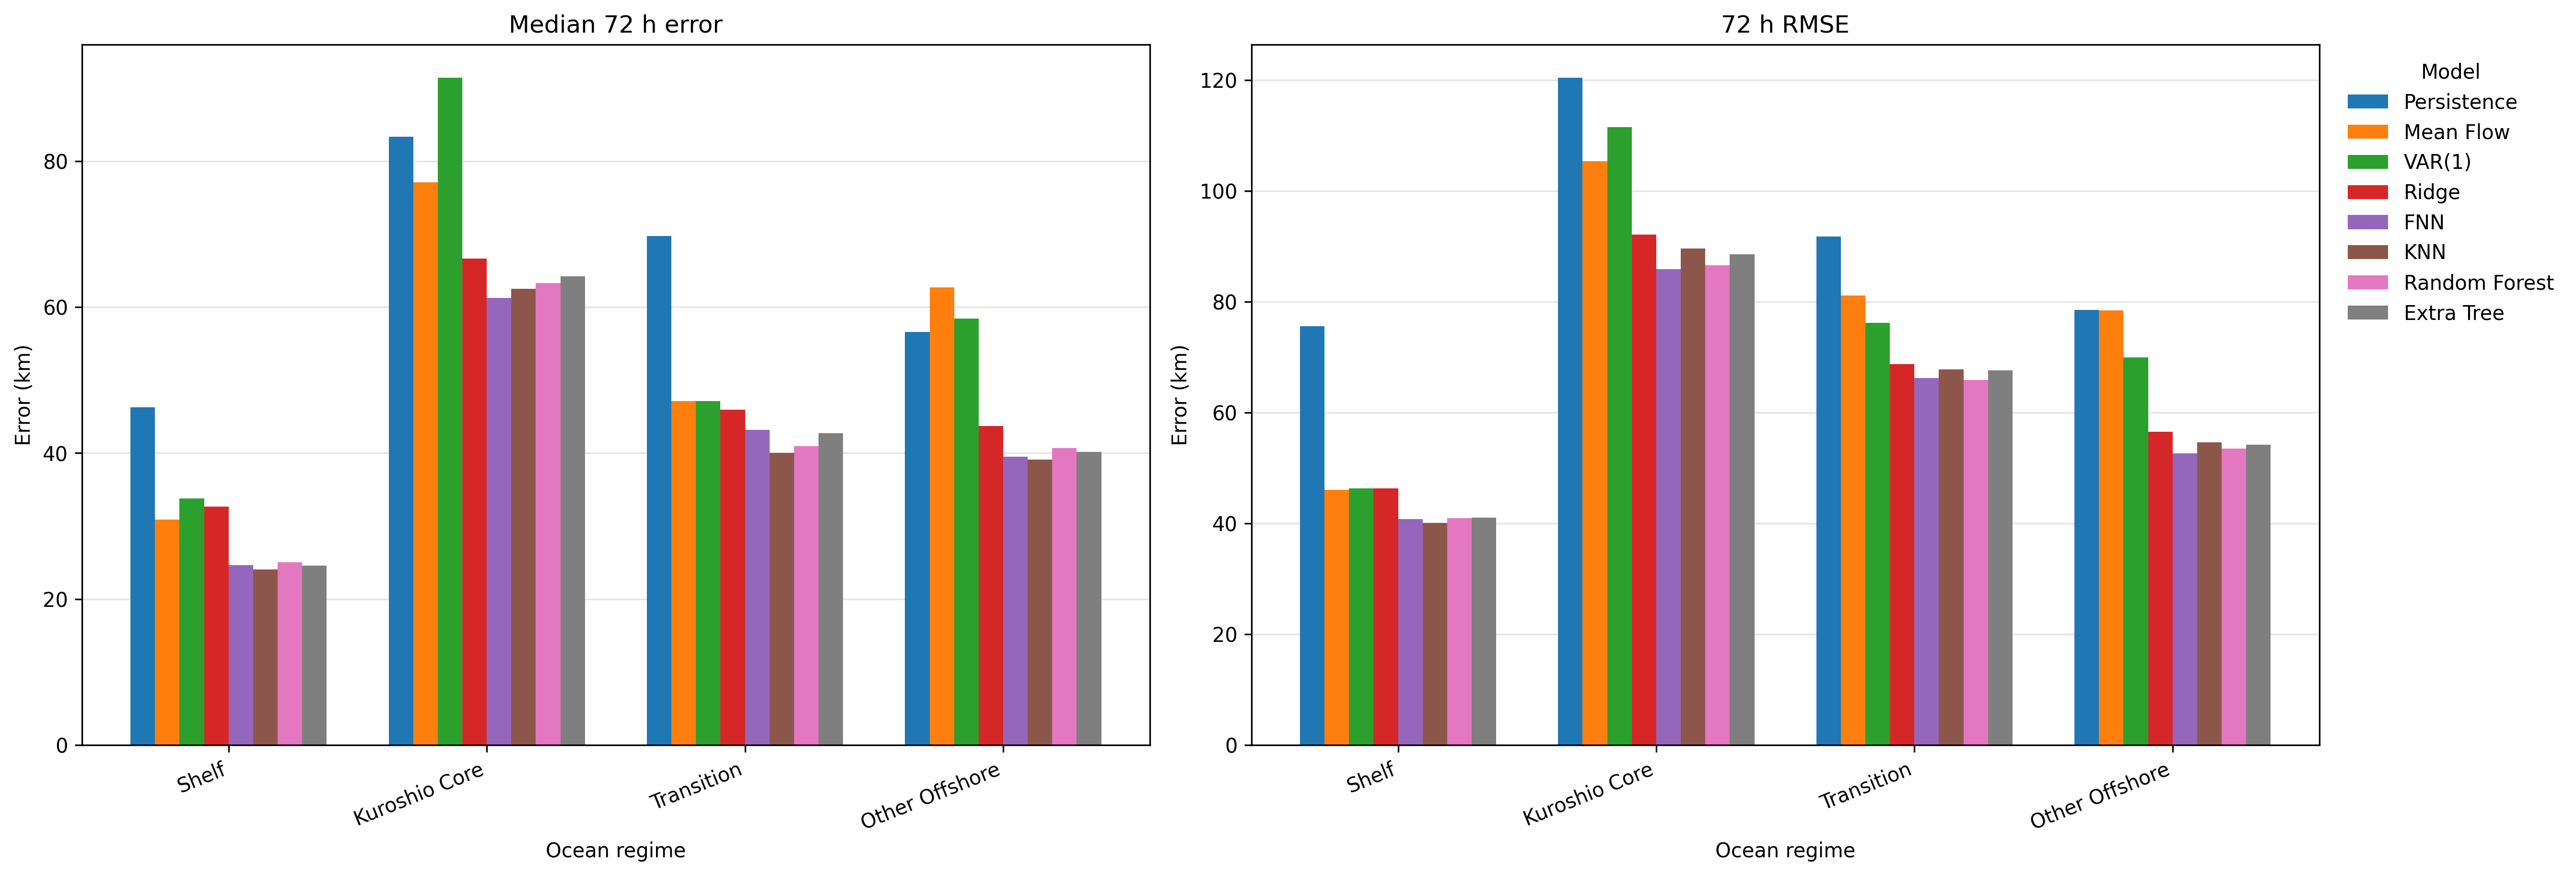 Median 72 h error
Error (km)
80
60
40
20
0
Shelf
Kuroshio Core
Transition
Other Offshore
Ocean regime
72 h RMSE
Error (km)
120
100
80
60
40
20
0
Shelf
Kuroshio Core
Transition
Other Offshore
Ocean regime
Model
Persistence
Mean Flow
VAR(1)
Ridge
FNN
KNN
Random Forest
Extra Tree